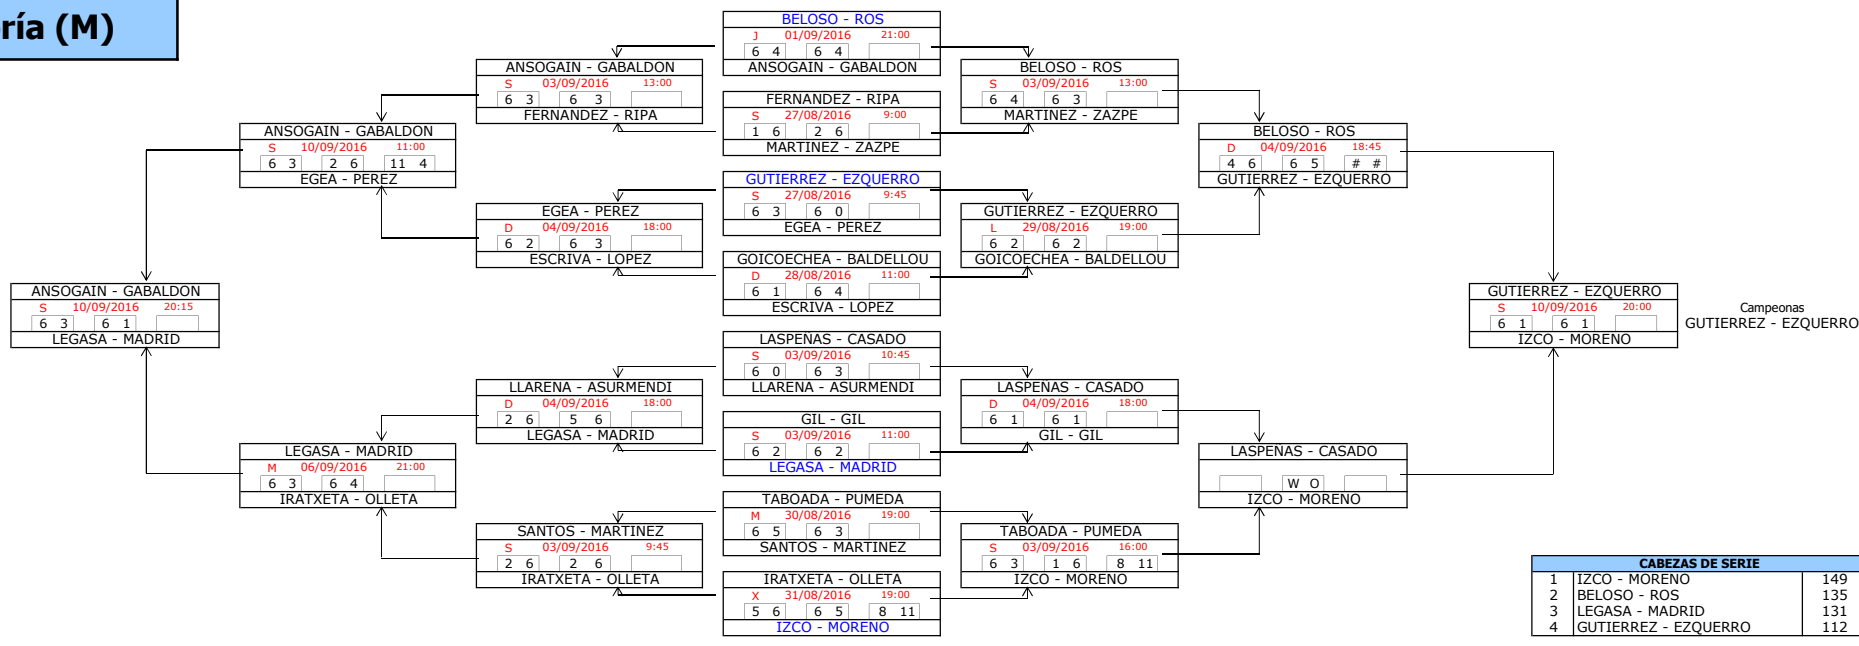 ría (M)
BELOSO - ROS
J 01/09/2016 21:00
6 4 6 4
ANSOGAIN - GABALDON
FERNANDEZ - RIPA
S 27/08/2016 9:00
1 6 2 6
MARTINEZ - ZAZPE
GUTIERREZ - EZQUERRO
S 27/08/2016 9:45
6 3 6 0
EGEA - PEREZ
GOICOECHEA - BALDELLOU
D 28/08/2016 11:00
6 1 6 4
ESCRIVA - LOPEZ
LASPEÑAS - CASADO
S 03/09/2016 10:45
6 0 6 3
LLARENA - ASURMENDI
GIL - GIL
S 03/09/2016 11:00
6 2 6 2
LEGASA - MADRID
TABOADA - PUMEDA
M 30/08/2016 19:00
6 5 6 3
SANTOS - MARTINEZ
IRATXETA - OLLETA
X 31/08/2016 19:00
5 6 6 5 8 11
IZCO - MORENO
ANSOGAIN - GABALDON
S 03/09/2016 13:00
6 3 6 3
FERNANDEZ - RIPA
EGEA - PEREZ
D 04/09/2016 18:00
6 2 6 3
ESCRIVA - LOPEZ
LLARENA - ASURMENDI
D 04/09/2016 18:00
2 6 5 6
LEGASA - MADRID
SANTOS - MARTINEZ
S 03/09/2016 9:45
2 6 2 6
IRATXETA - OLLETA
ANSOGAIN - GABALDON
S 10/09/2016 11:00
6 3 2 6 11 4
EGEA - PEREZ
LEGASA - MADRID
M 06/09/2016 21:00
6 3 6 4
IRATXETA - OLLETA
ANSOGAIN - GABALDON
S 10/09/2016 20:15
6 3 6 1
LEGASA - MADRID
BELOSO - ROS
S 03/09/2016 13:00
6 4 6 3
MARTINEZ - ZAZPE
GUTIERREZ - EZQUERRO
L 29/08/2016 19:00
6 2 6 2
GOICOECHEA - BALDELLOU
LASPEÑAS - CASADO
D 04/09/2016 18:00
6 1 6 1
GIL - GIL
TABOADA - PUMEDA
S 03/09/2016 16:00
6 3 1 6 8 11
IZCO - MORENO
BELOSO - ROS
D 04/09/2016 18:45
4 6 6 5 # #
GUTIERREZ - EZQUERRO
LASPEÑAS - CASADO
W O
IZCO - MORENO
GUTIERREZ - EZQUERRO
S 10/09/2016 20:00
6 1 6 1
IZCO - MORENO
Campeonas
GUTIERREZ - EZQUERRO
CABEZAS DE SERIE
1 IZCO - MORENO 149
2 BELOSO - ROS 135
3 LEGASA - MADRID 131
4 GUTIERREZ - EZQUERRO 112